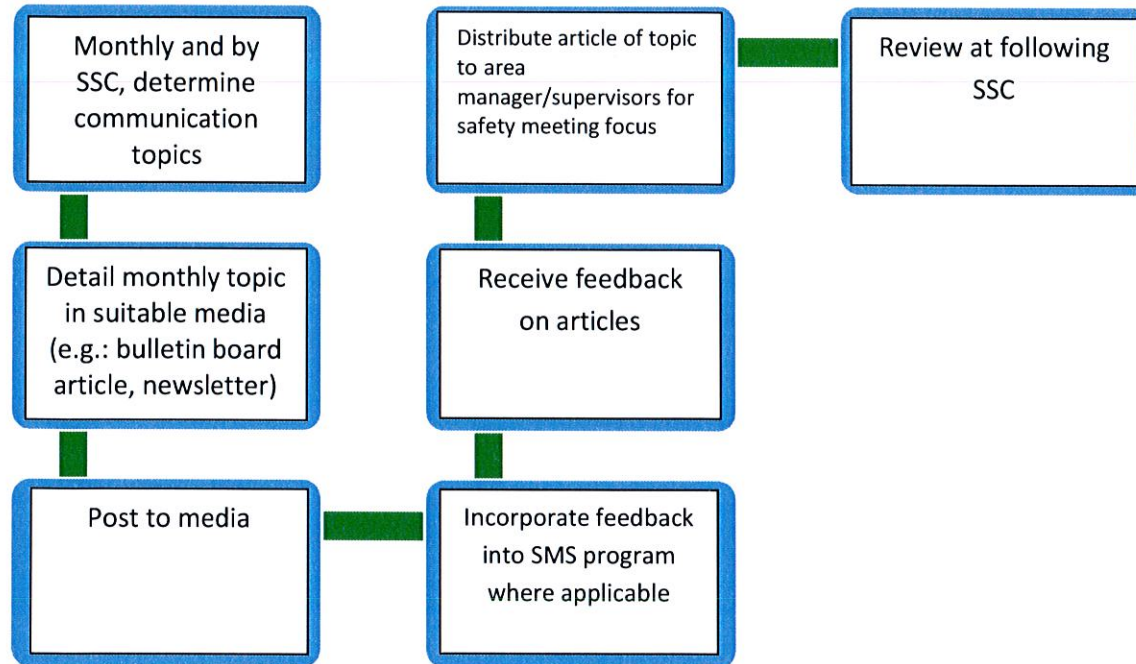 Monthly and by
SSC, determine
communication
topics
Detail monthly topic
in suitable media
(e.g.: bulletin board
article, newsletter)
Post to media
Incorporate feedback
into SMS program
where applicable
Receive feedback
on articles
Distribute article of topic
to area
manager/supervisors for
safety meeting focus
Review at following
SSC